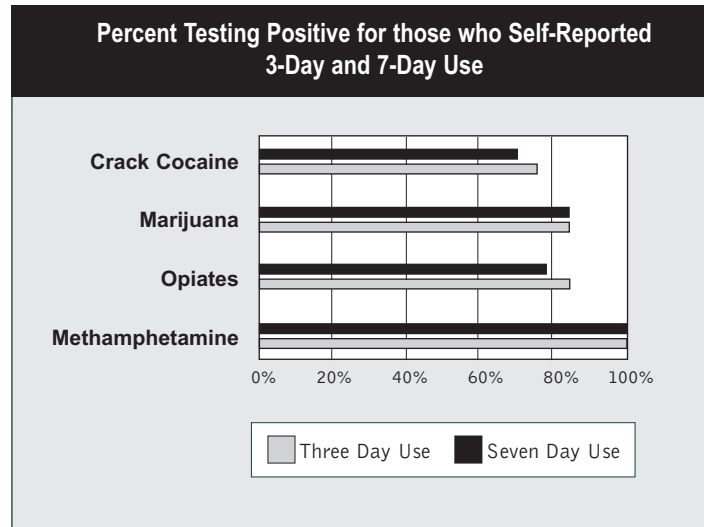 Percent Testing Positive for those who Self-Reported
3-Day and 7-Day Use
Crack Cocaine
Marijuana
Opiates
Methamphetamine
0% 20% 40% 60% 80% 100%
Three Day Use Seven Day Use